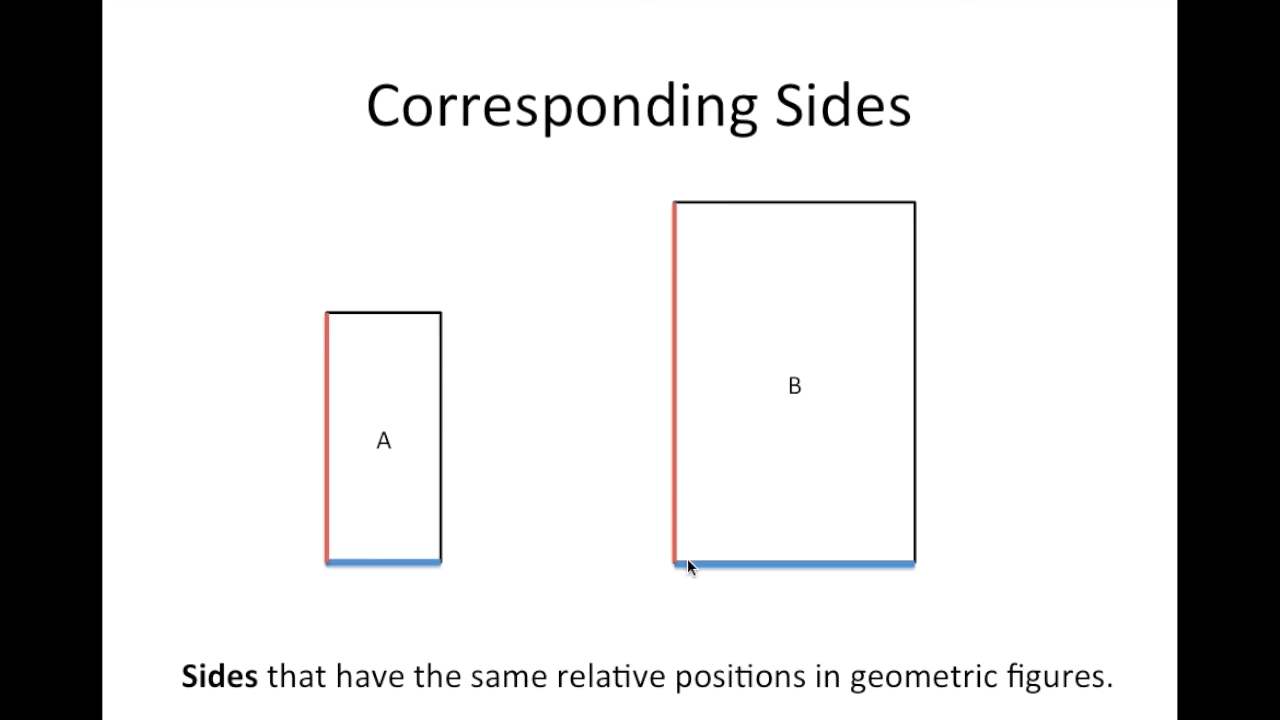 Corresponding Sides
B
A
Sides that have the same relative positions in geometric figures.